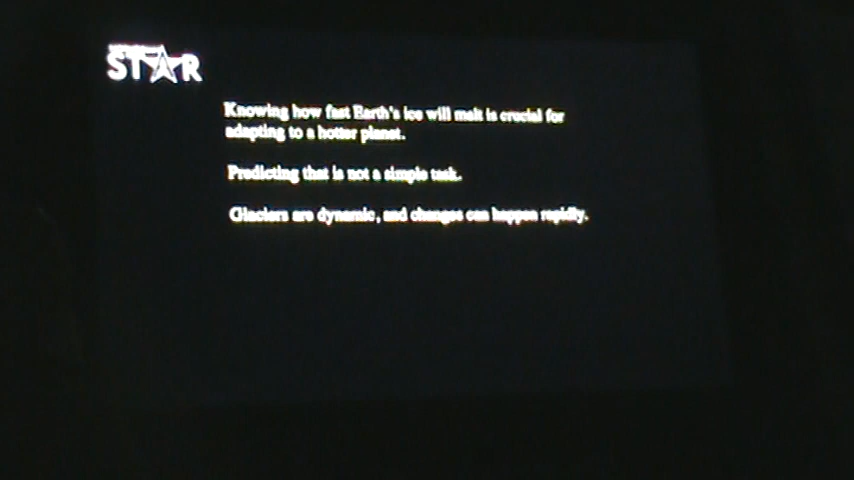 STAR
Knowing how fast Earth's ice will melt is crucial for
adapting to a hotter planet.
Predicting that is not a simple task.
Glaciers are dynamic, and changes can happen rapidly.